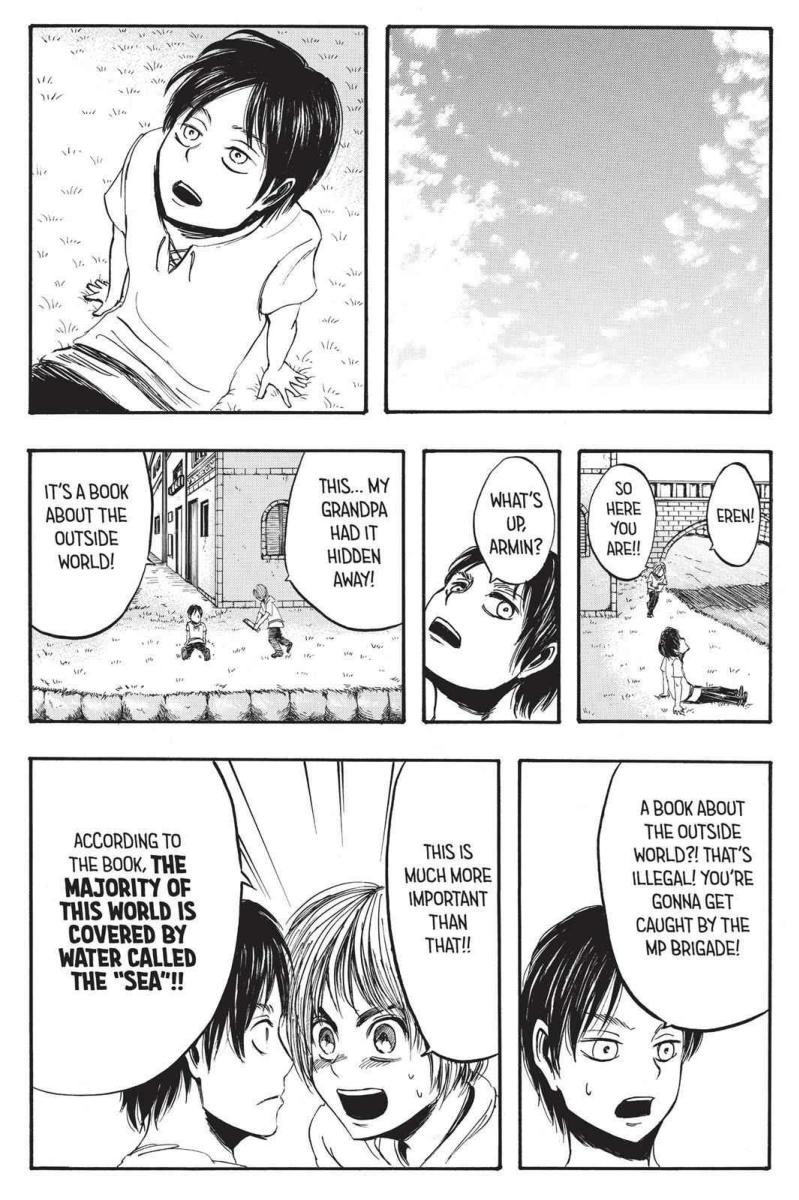 EREN!
SO
HERE
YOU
ARE!!
WHAT'S
UP,
ARMIN?
THIS... MY
GRANDPA
HAD IT
HIDDEN
AWAY!
IT'S A BOOK
ABOUT THE
OUTSIDE
WORLD!
A BOOK ABOUT
THE OUTSIDE
WORLD?! THAT'S
ILLEGAL! YOU'RE
GONNA GET
CAUGHT BY THE
MP BRIGADE!
THIS IS
MUCH MORE
IMPORTANT
THAN
THAT!!
ACCORDING TO
THE BOOK, THE
MAJORITY OF
THIS WORLD IS
COVERED BY
WATER CALLED
THE "SEA"!!